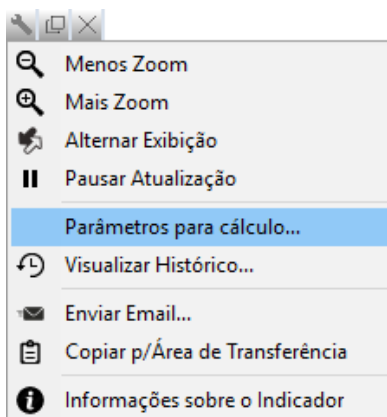 Menos Zoom
Mais Zoom
Alternar Exibição
Pausar Atualização
Parâmetros para cálculo...
Visualizar Histórico...
Enviar Email...
Copiar p/Área de Transferência
Informações sobre o Indicador